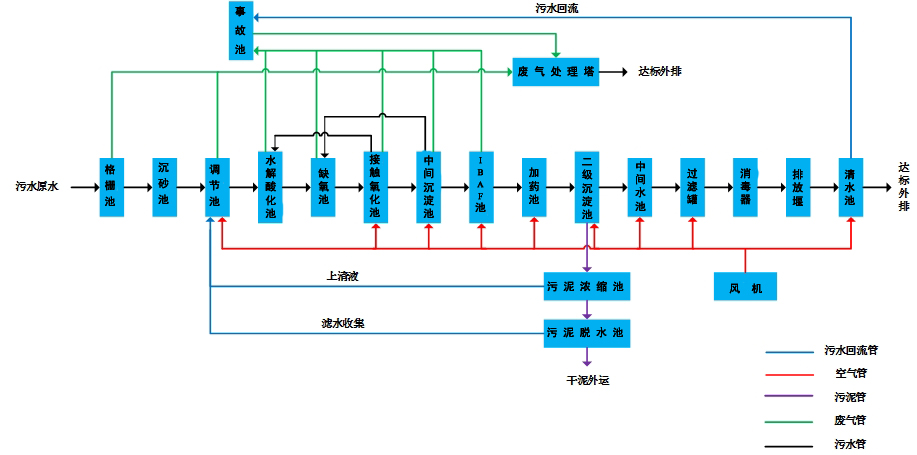 污水回流
事故池
废气处理塔
达标外排
污水原水
格栅池
沉砂池
调节池
水解酸化池
缺氧池
接触氧化池
中间沉淀池
IBAF池
加药池
二级沉淀池
中间水池
过滤罐
消毒器
排放堰
清水池
达标外排
上清液
污泥浓缩池
风机
滤水收集
污泥脱水池
干泥外运
污水回流管
空气管
污泥管
废气管
污水管